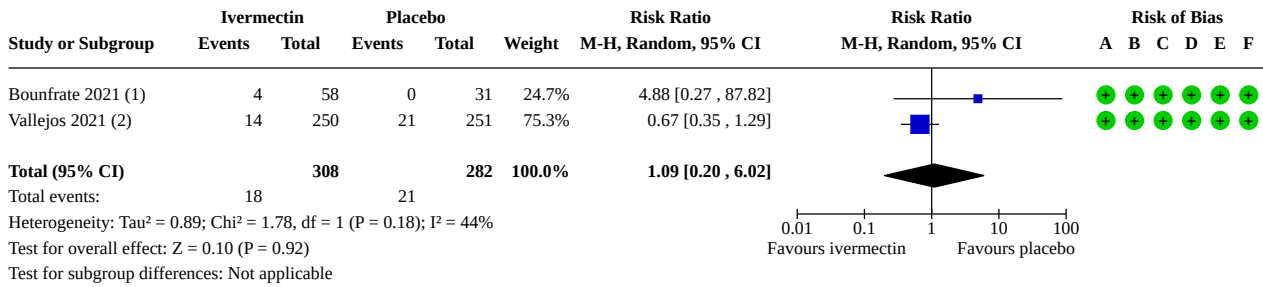 Ivermectin Placebo Risk Ratio Risk Ratio Risk of Bias
Study or Subgroup Events Total Events Total Weight M-H, Random, 95% CI M-H, Random, 95% CI A B C D E F
Bounfrate 2021 (1) 4 58 0 31 24.7% 4.88 [0.27 , 87.82] + + + + + +
Vallejos 2021 (2) 14 250 21 251 75.3% 0.67 [0.35 , 1.29] + + + + + +
Total (95% CI) 308 282 100.0% 1.09 [0.20 , 6.02]
Total events: 18 21
Heterogeneity: Tau² = 0.89; Chi² = 1.78, df = 1 (P = 0.18); I² = 44%
0.01 0.1 1 10 100
Test for overall effect: Z = 0.10 (P = 0.92) Favours ivermectin Favours placebo
Test for subgroup differences: Not applicable